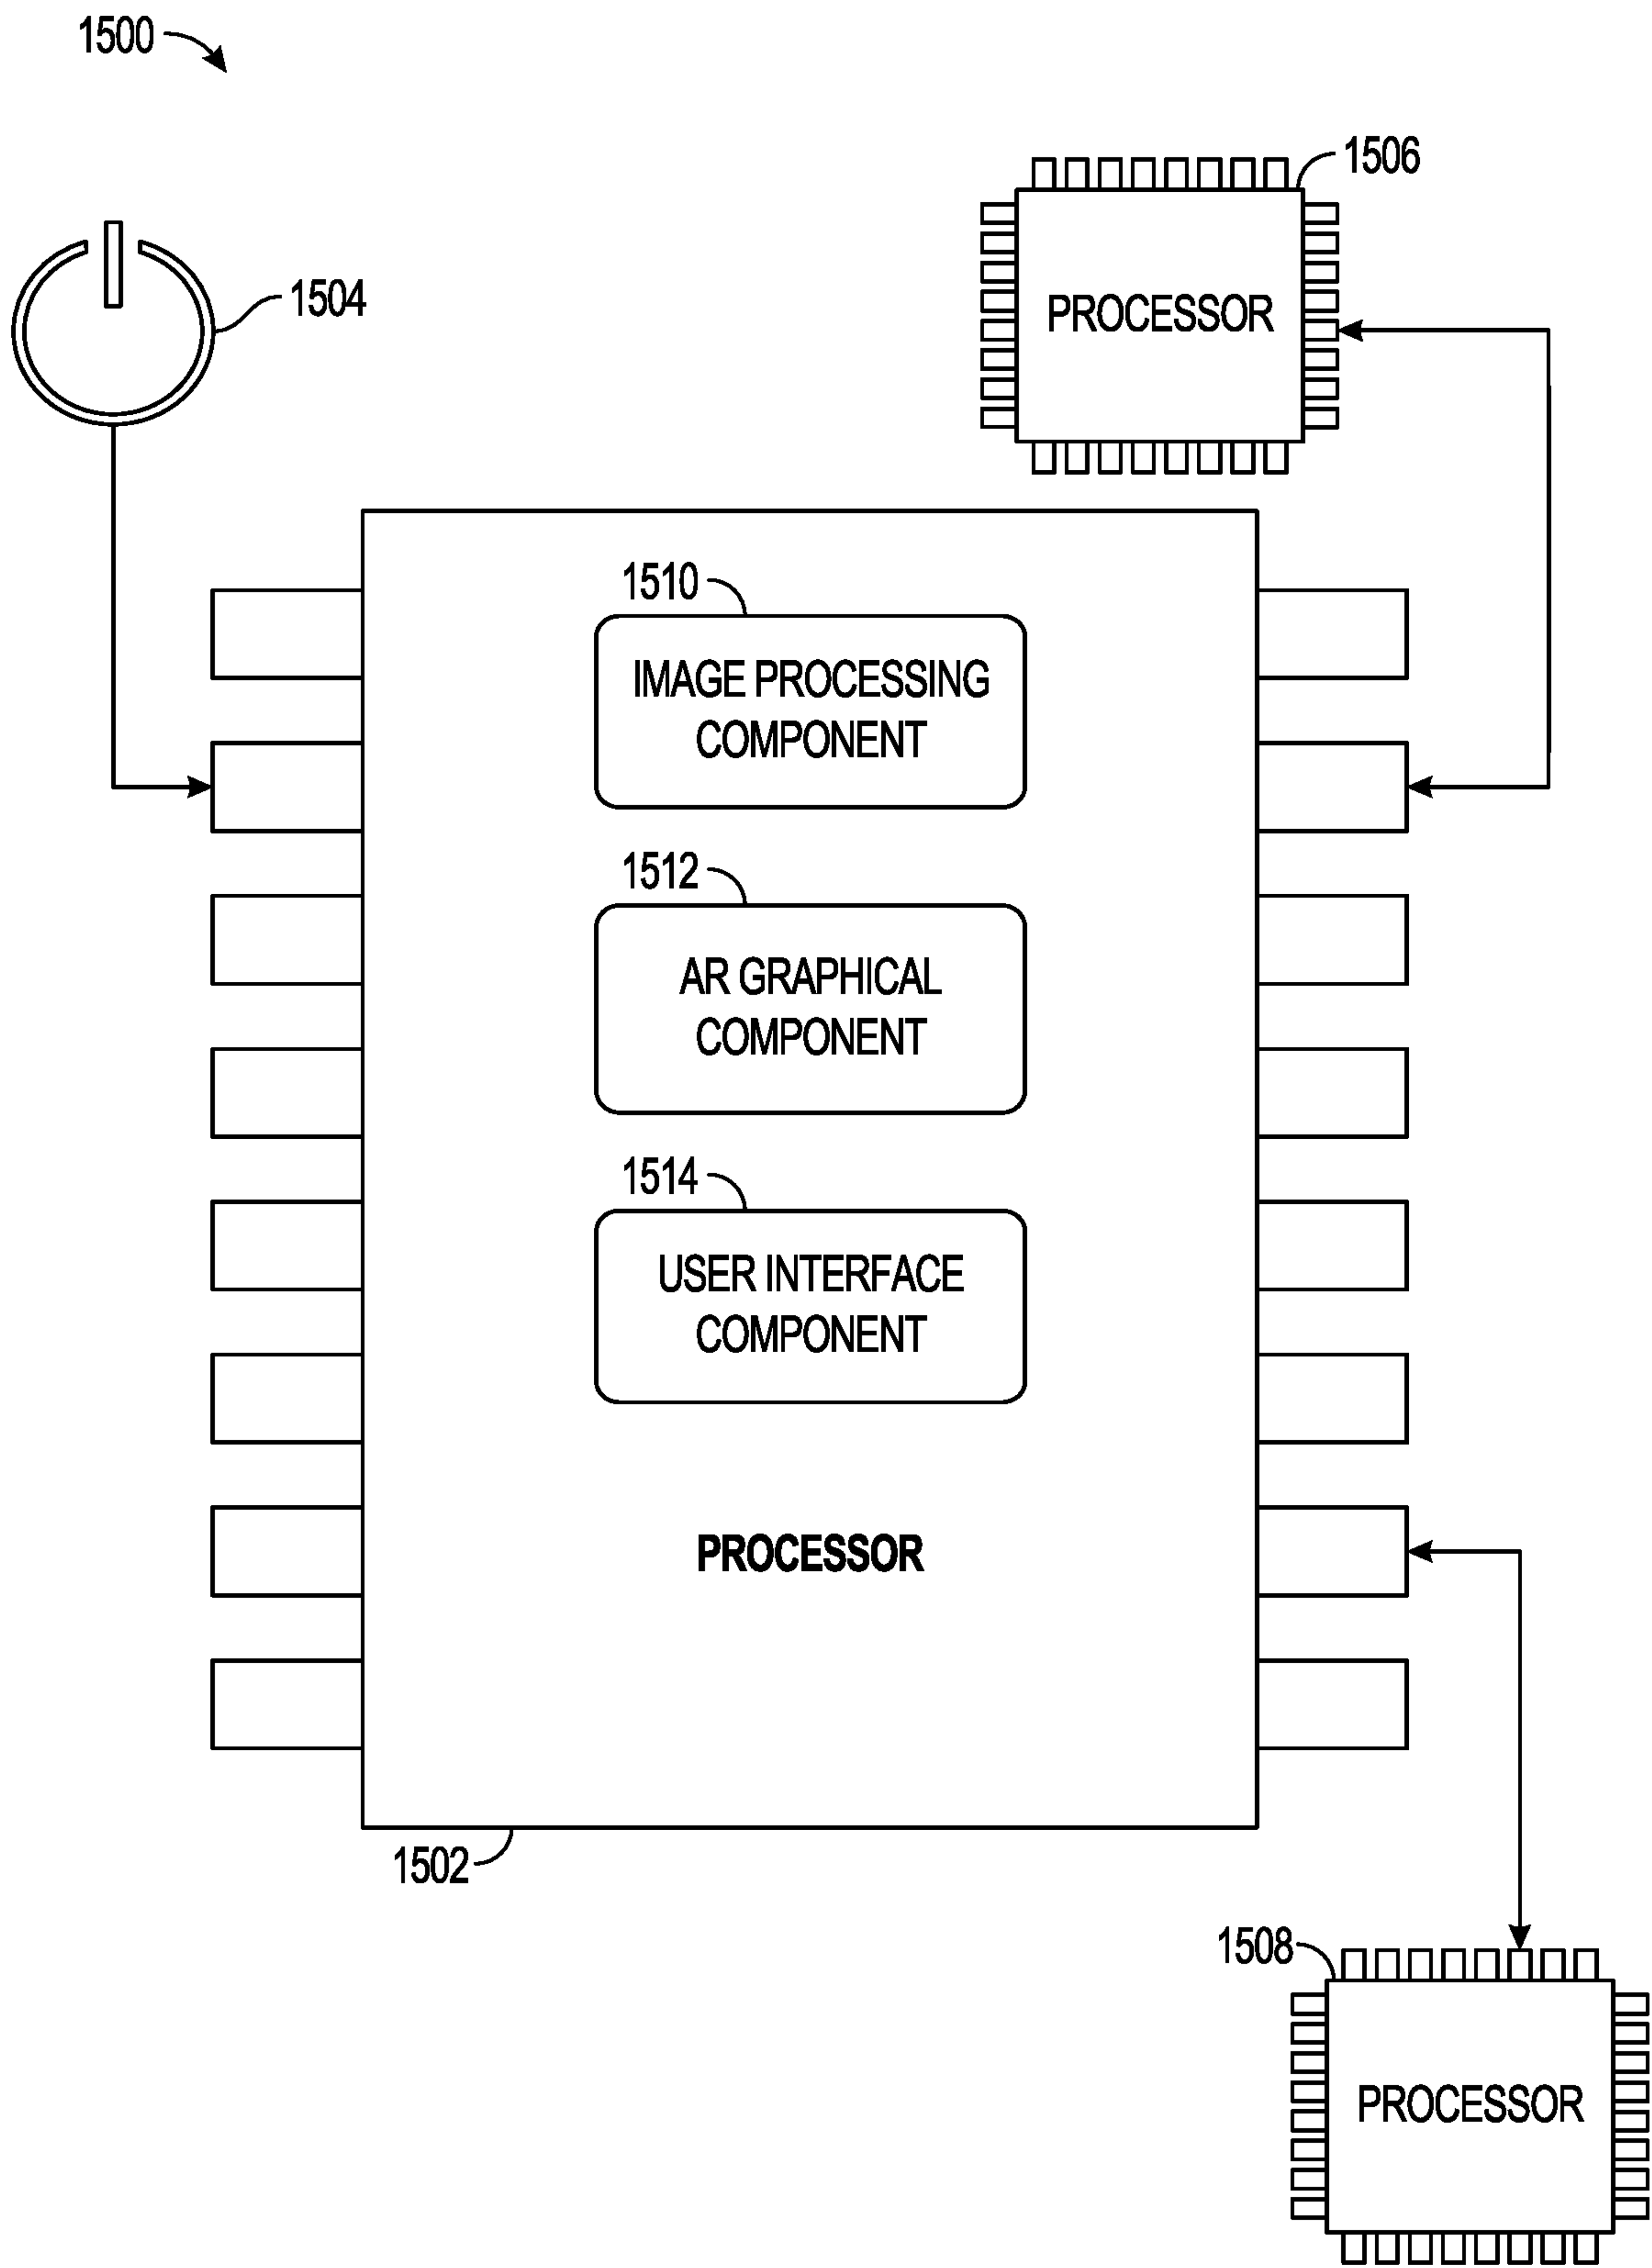 1500
1506
1504
PROCESSOR
1510
IMAGE PROCESSING
COMPONENT
1512
AR GRAPHICAL
COMPONENT
1514
USER INTERFACE
COMPONENT
PROCESSOR
1502
1508
PROCESSOR